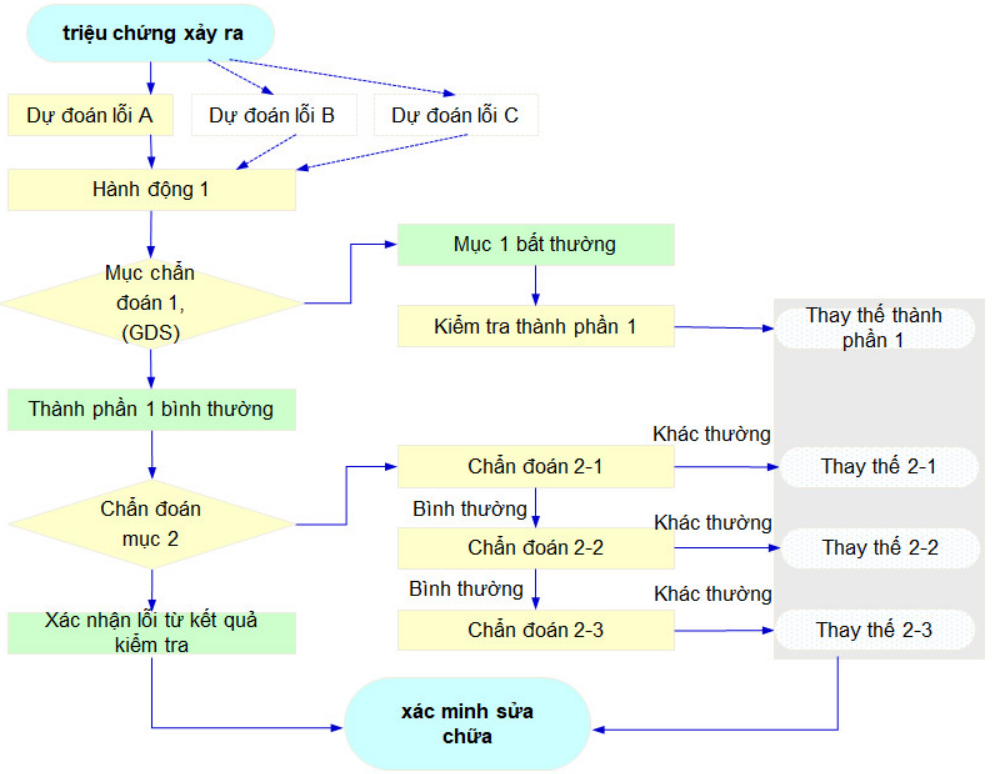 triệu chứng xảy ra
Dự đoán lỗi A
Dự đoán lỗi B
Dự đoán lỗi C
Hành động 1
Mục chẩn
đoán 1,
(GDS)
Mục 1 bất thường
Kiểm tra thành phần 1
Thay thế thành
phần 1
Thành phần 1 bình thường
Chẩn đoán
mục 2
Chẩn đoán 2-1
Khác thường
Thay thế 2-1
Bình thường
Chẩn đoán 2-2
Khác thường
Thay thế 2-2
Bình thường
Chẩn đoán 2-3
Khác thường
Thay thế 2-3
Xác nhận lỗi từ kết quả
kiểm tra
xác minh sửa
chữa